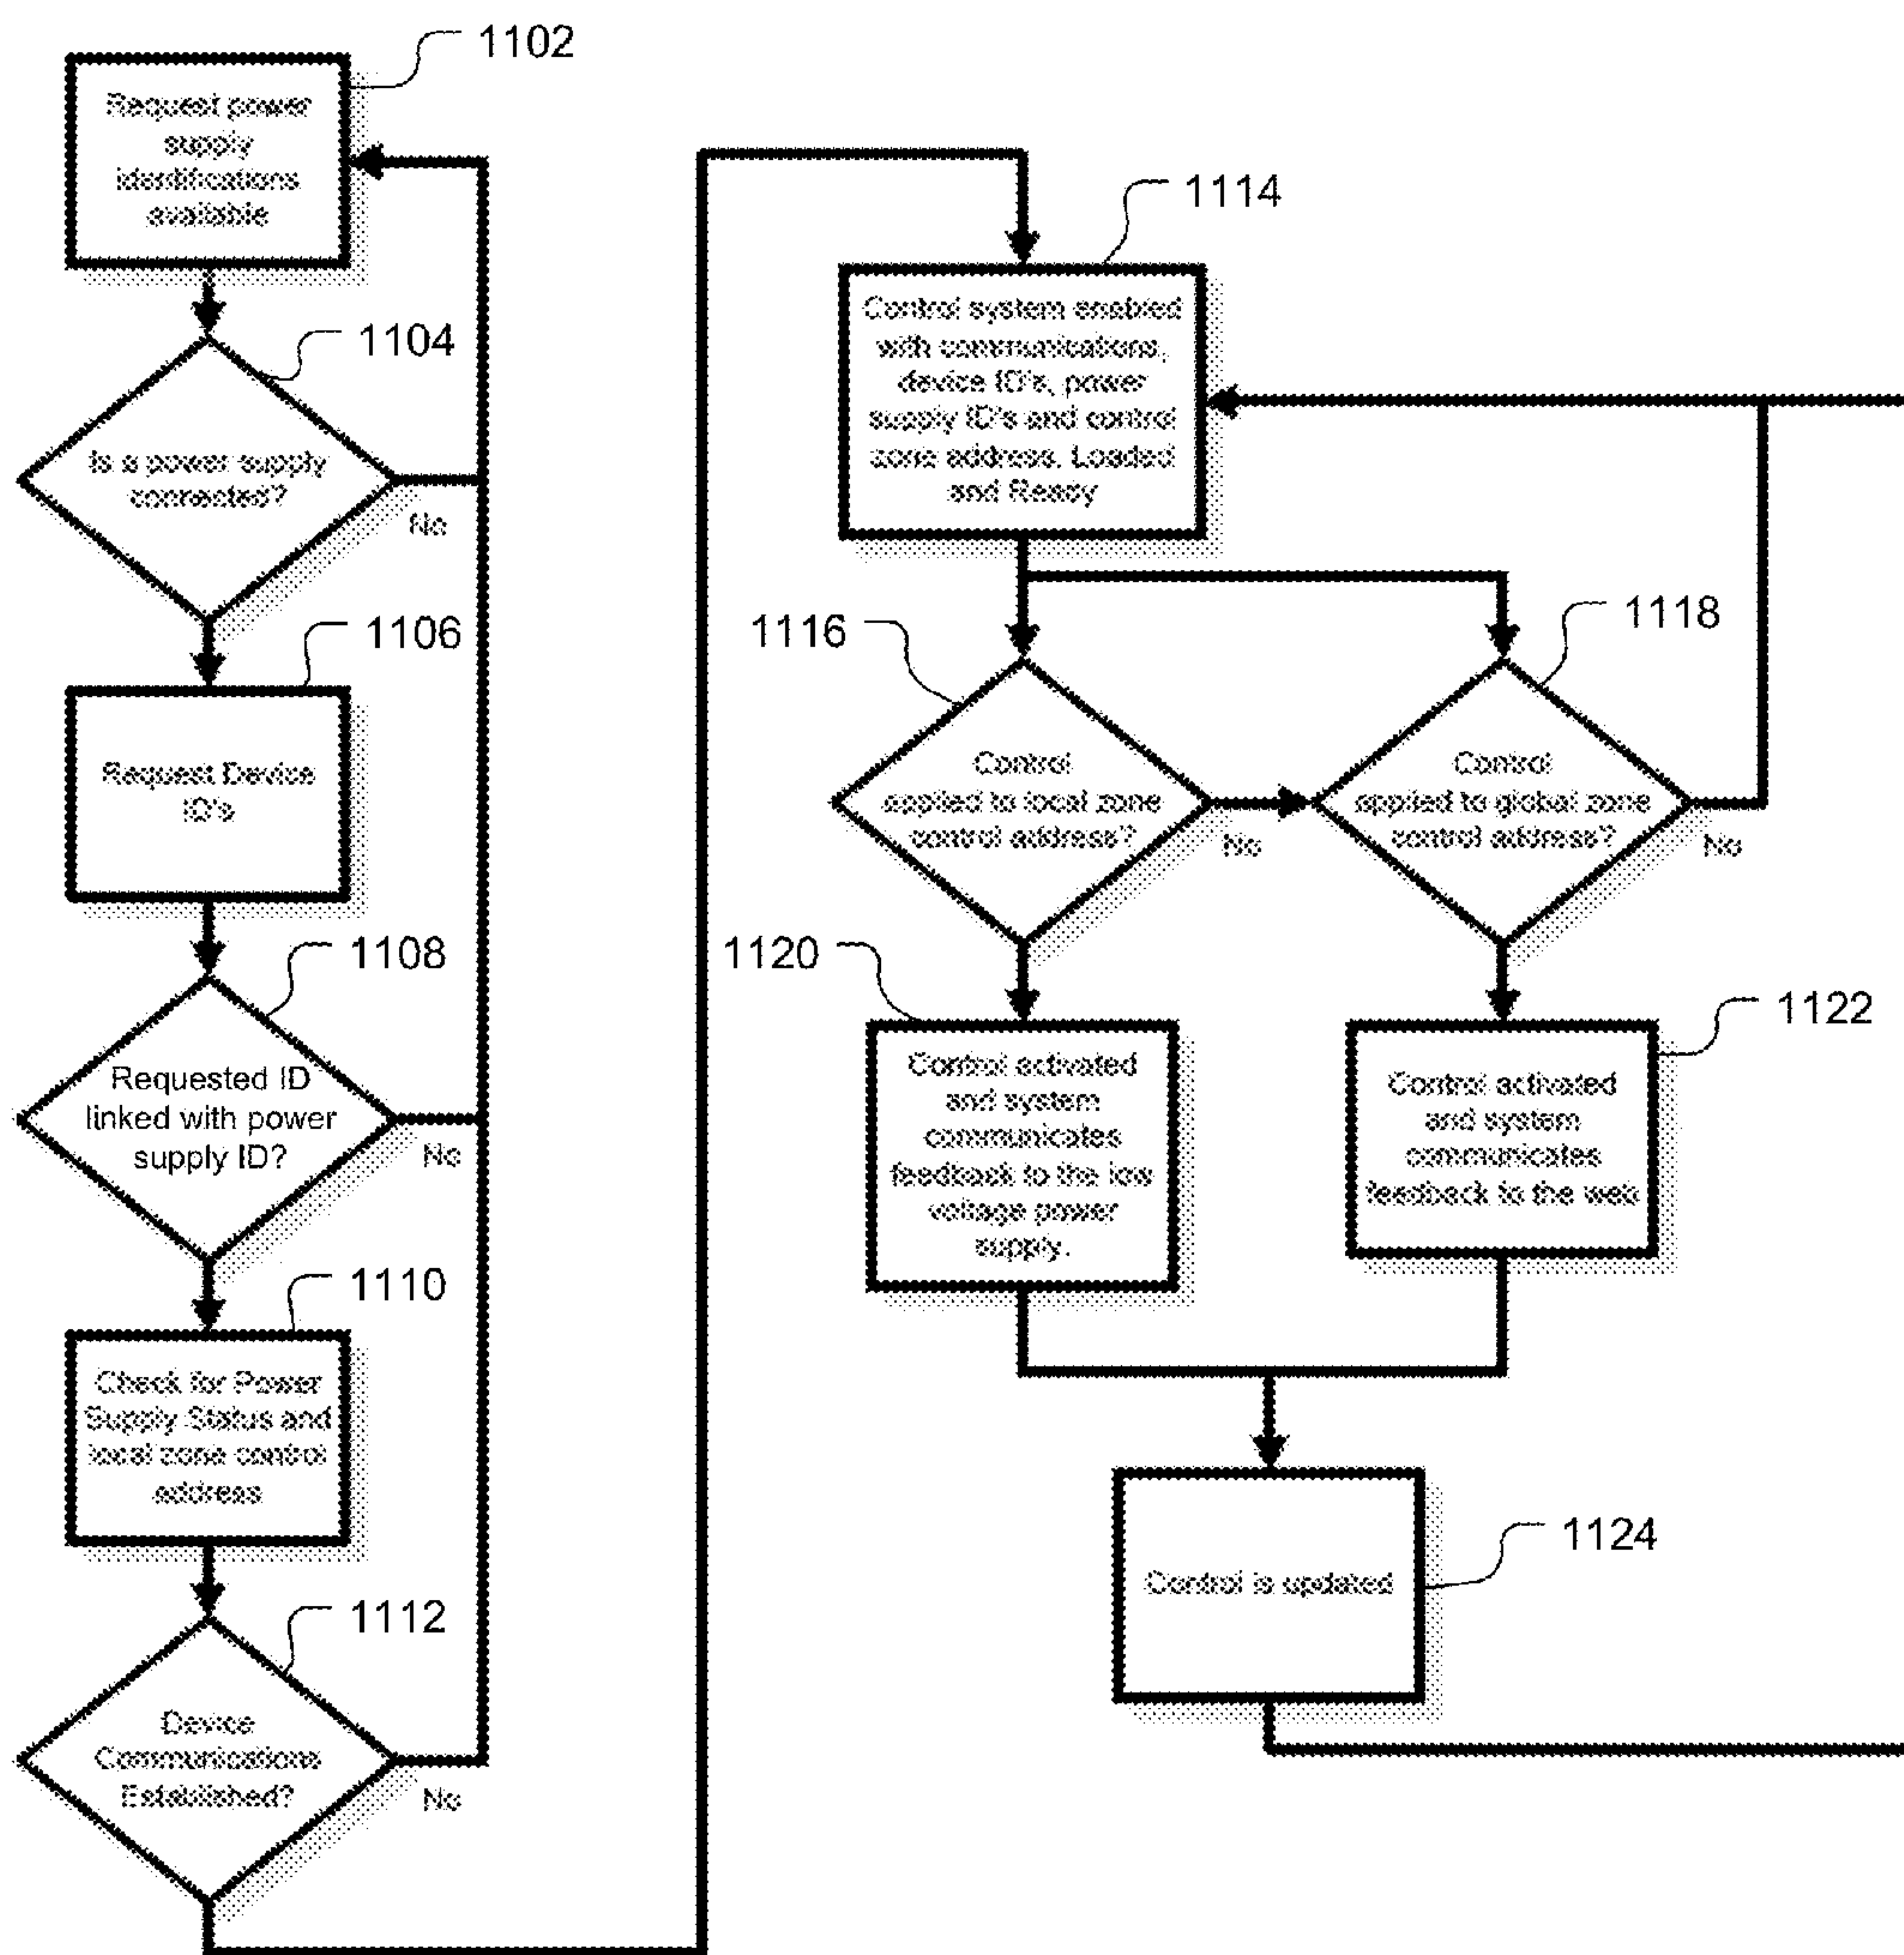 1102
Request power
supply
identifications
available
1104
Is a power supply
connected?
No
1106
Request Device
ID's
1108
Requested ID
linked with power
supply ID?
No
1110
Check for Power
Supply Status and
local zone control
address
1112
Device
Communications
Established?
No
1114
Control system enabled
with communications,
device ID's, power
supply ID's and control
zone address. Loaded
and Ready
1116
Control
applied to local zone
control address?
No
1118
Control
applied to global zone
control address?
No
1120
Control activated
and system
communicates
feedback to the low
voltage power
supply.
1122
Control activated
and system
communicates
feedback to the web
1124
Control is updated